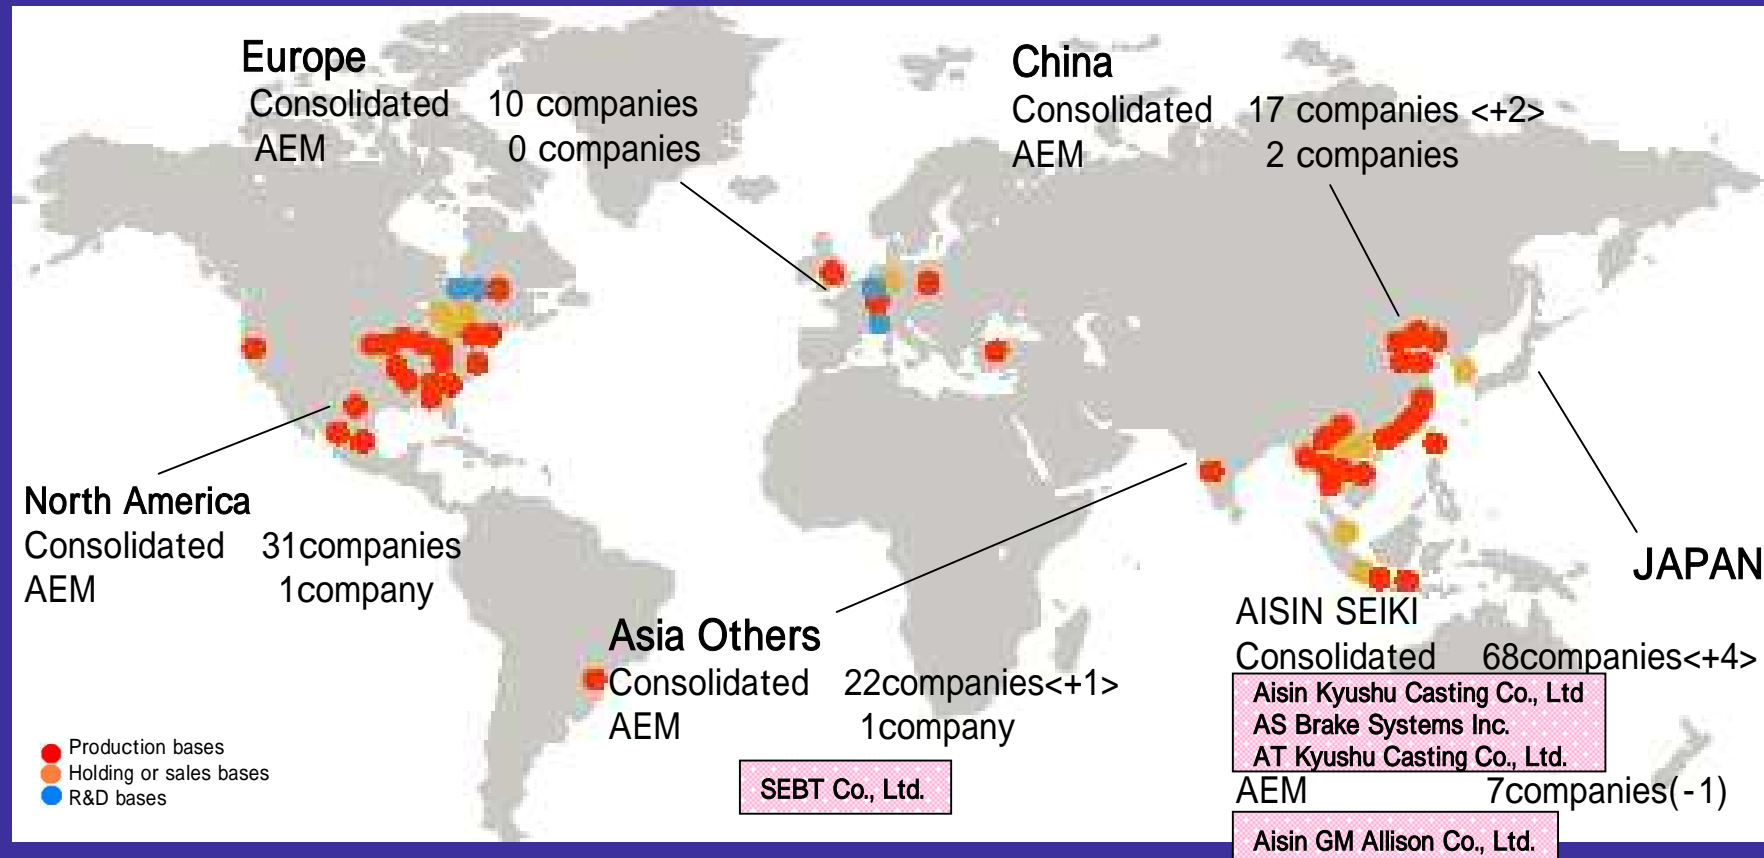 Europe
Consolidated 10 companies
AEM 0 companies
China
Consolidated 17 companies <+2>
AEM 2 companies
North America
Consolidated 31companies
AEM 1company
Asia Others
Consolidated 22companies<+1>
AEM 1company
SEBT Co., Ltd.
JAPAN
AISIN SEIKI
Consolidated 68companies<+4>
Aisin Kyushu Casting Co., Ltd
AS Brake Systems Inc.
AT Kyushu Casting Co., Ltd.
AEM 7companies(-1)
Aisin GM Allison Co., Ltd.
Production bases
Holding or sales bases
R&D bases